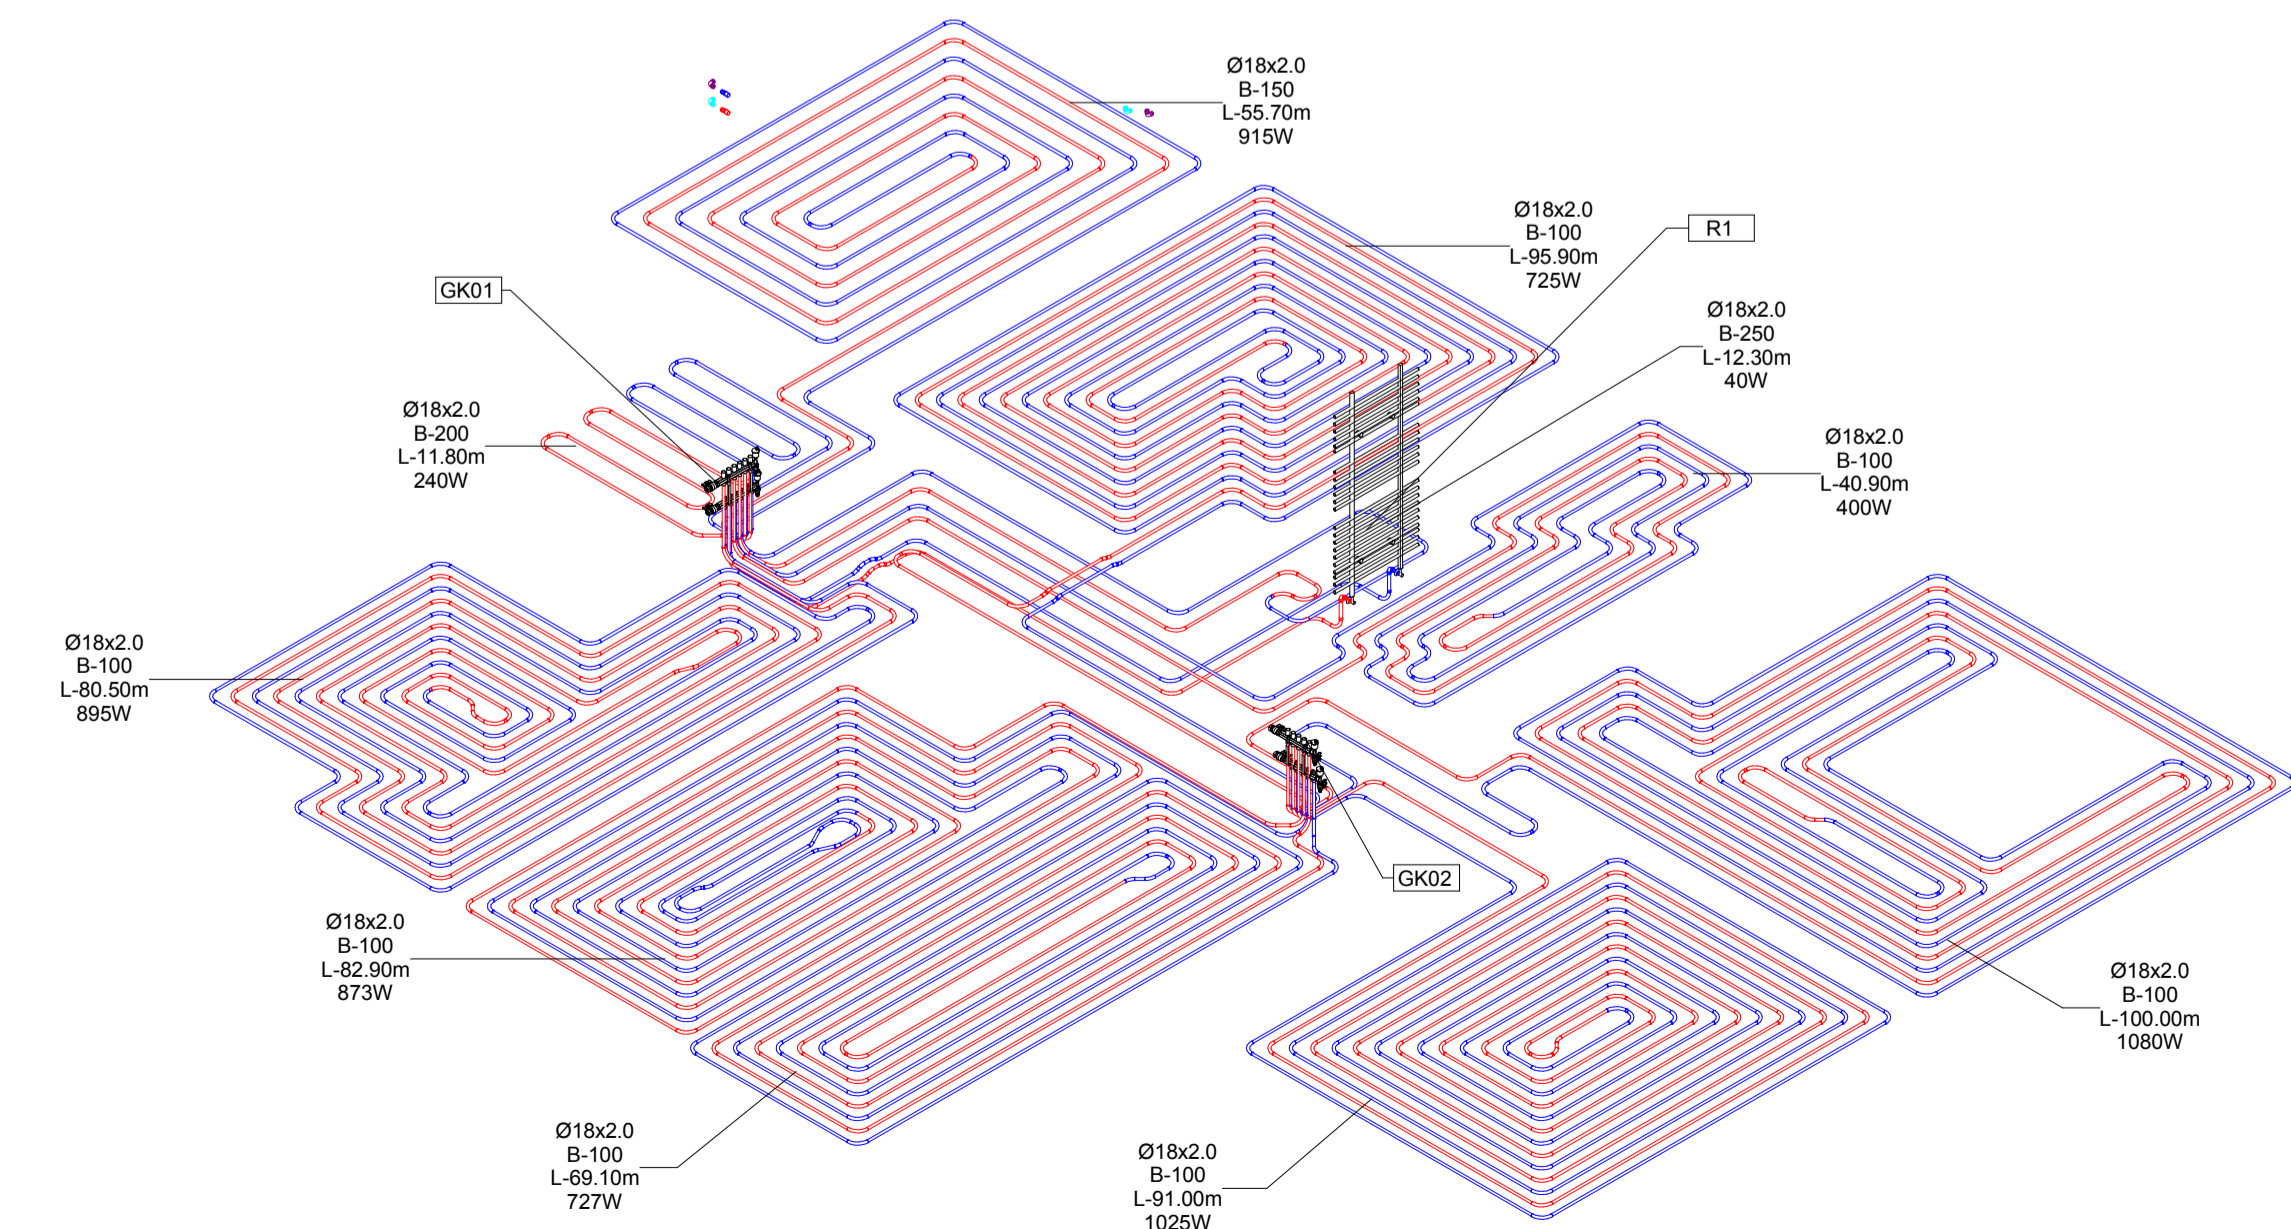 Ø18x2.0
B-150
L-55.70m
915W
Ø18x2.0
B-100
L-95.90m
725W
R1
GK01
Ø18x2.0
B-250
L-12.30m
40W
Ø18x2.0
B-200
L-11.80m
240W
Ø18x2.0
B-100
L-40.90m
400W
Ø18x2.0
B-100
L-80.50m
895W
GK02
Ø18x2.0
B-100
L-82.90m
873W
Ø18x2.0
B-100
L-100.00m
1080W
Ø18x2.0
B-100
L-69.10m
727W
Ø18x2.0
B-100
L-91.00m
1025W